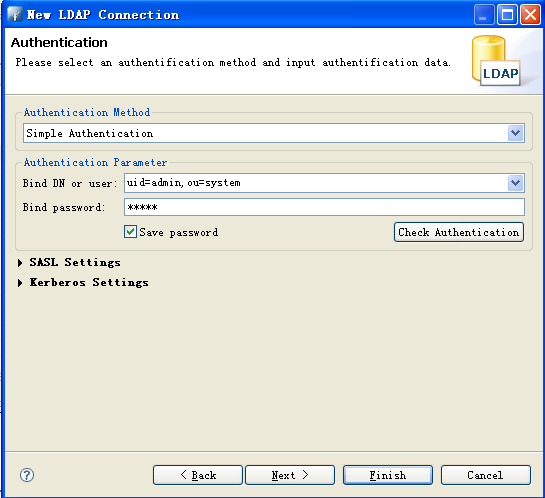 New LDAP Connection
Authentication
Please select an authentification method and input authentification data.
LDAP
Authentication Method
Simple Authentication
Authentication Parameter
Bind DN or user: uid=admin,ou=system
Bind password: *****
Save password Check Authentication
SASL Settings
Kerberos Settings
? < Back Next > Finish Cancel